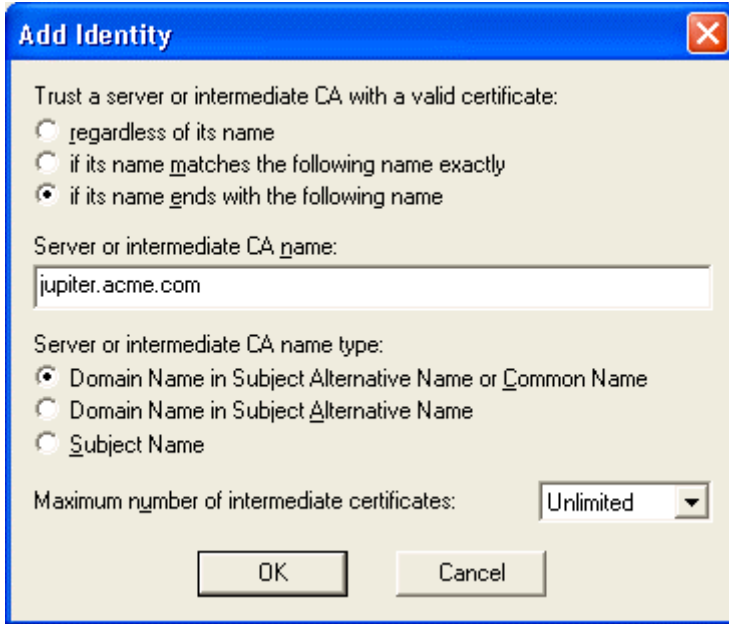 Add Identity
Trust a server or intermediate CA with a valid certificate:
regardless of its name
if its name matches the following name exactly
if its name ends with the following name
Server or intermediate CA name:
jupiter.acme.com
Server or intermediate CA name type:
Domain Name in Subject Alternative Name or Common Name
Domain Name in Subject Alternative Name
Subject Name
Maximum number of intermediate certificates: Unlimited
OK Cancel